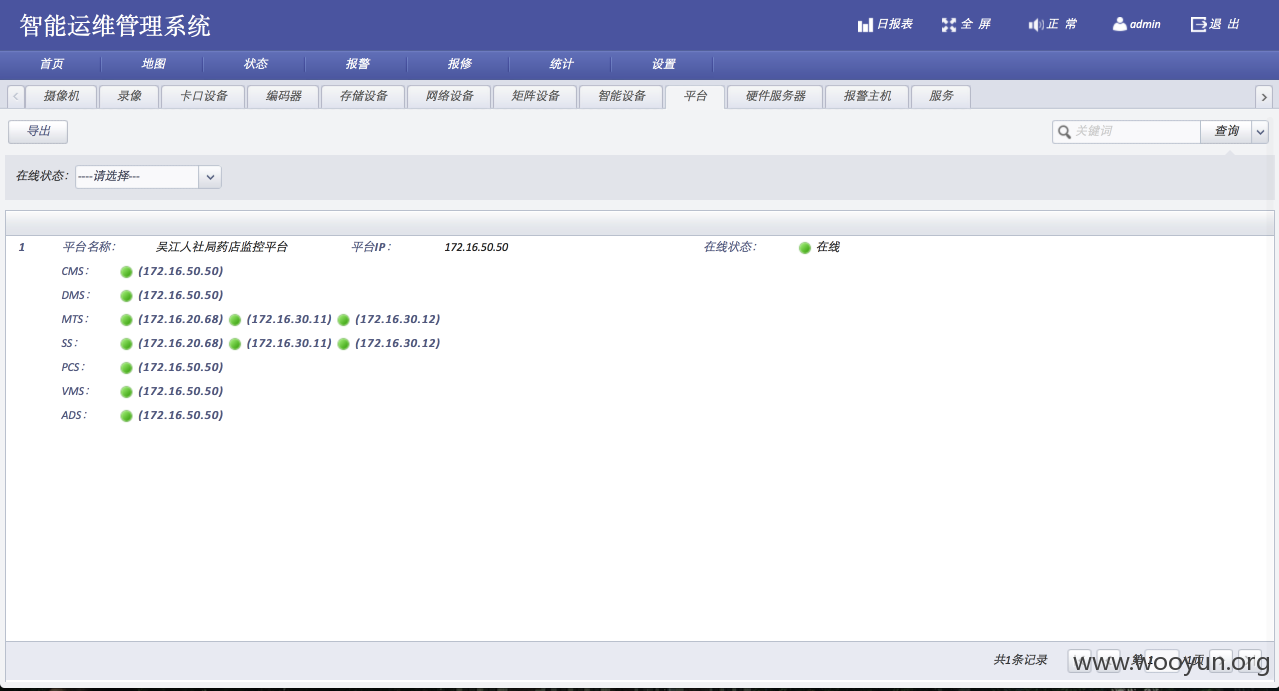 智能运维管理系统
日报表 全 屏 正 常 admin 退 出
首页 地图 状态 报警 报修 统计 设置
摄像机 录像 卡口设备 编码器 存储设备 网络设备 矩阵设备 智能设备 平台 硬件服务器 报警主机 服务
导出 关键词 查询
在线状态: ----请选择---
1 平台名称: 吴江人社局药店监控平台 平台IP: 172.16.50.50 在线状态: 在线
CMS: (172.16.50.50)
DMS: (172.16.50.50)
MTS: (172.16.20.68) (172.16.30.11) (172.16.30.12)
SS: (172.16.20.68) (172.16.30.11) (172.16.30.12)
PCS: (172.16.50.50)
VMS: (172.16.50.50)
ADS: (172.16.50.50)
共1条记录 第 1 /1页
www.wooyun.org